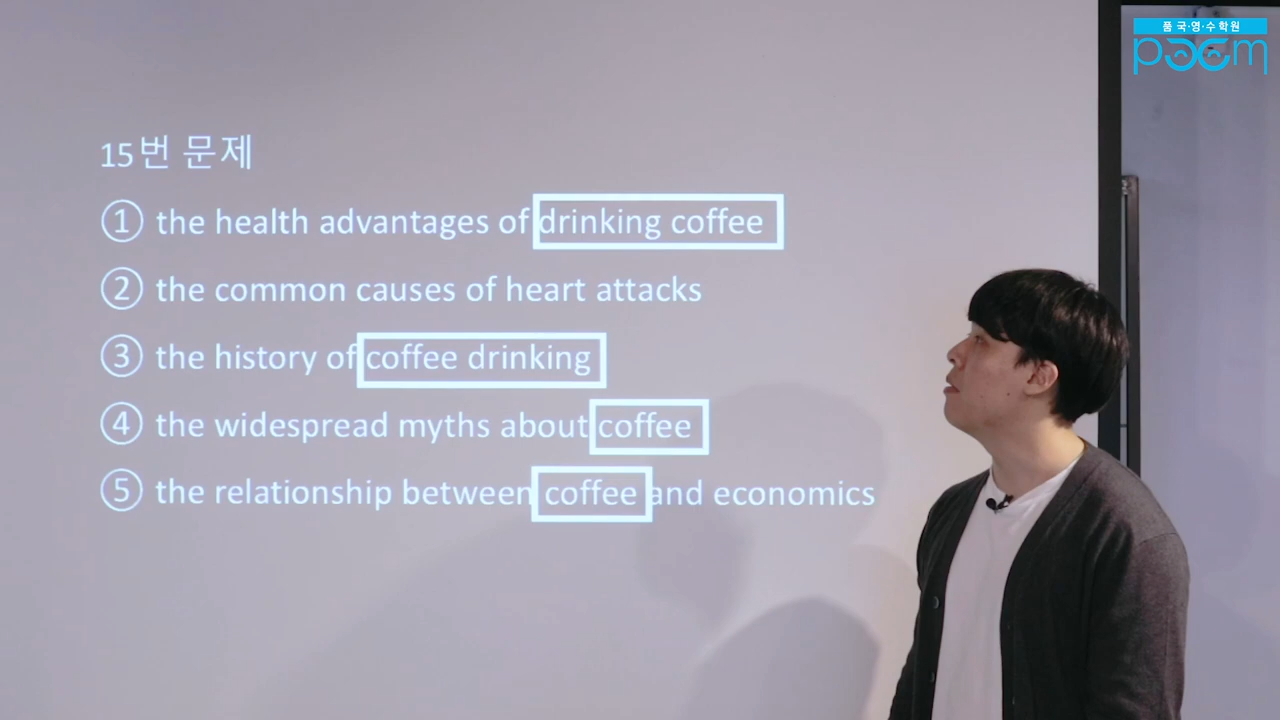 품 국·영·수 학원
poem
15번 문제
① the health advantages of drinking coffee
② the common causes of heart attacks
③ the history of coffee drinking
④ the widespread myths about coffee
⑤ the relationship between coffee and economics